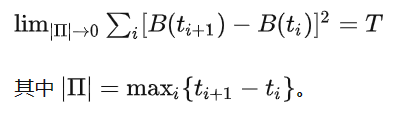 lim_{|Π|→0} ∑_i [B(t_{i+1}) − B(t_i)]² = T
其中 |Π| = max_i{t_{i+1} − t_i}。